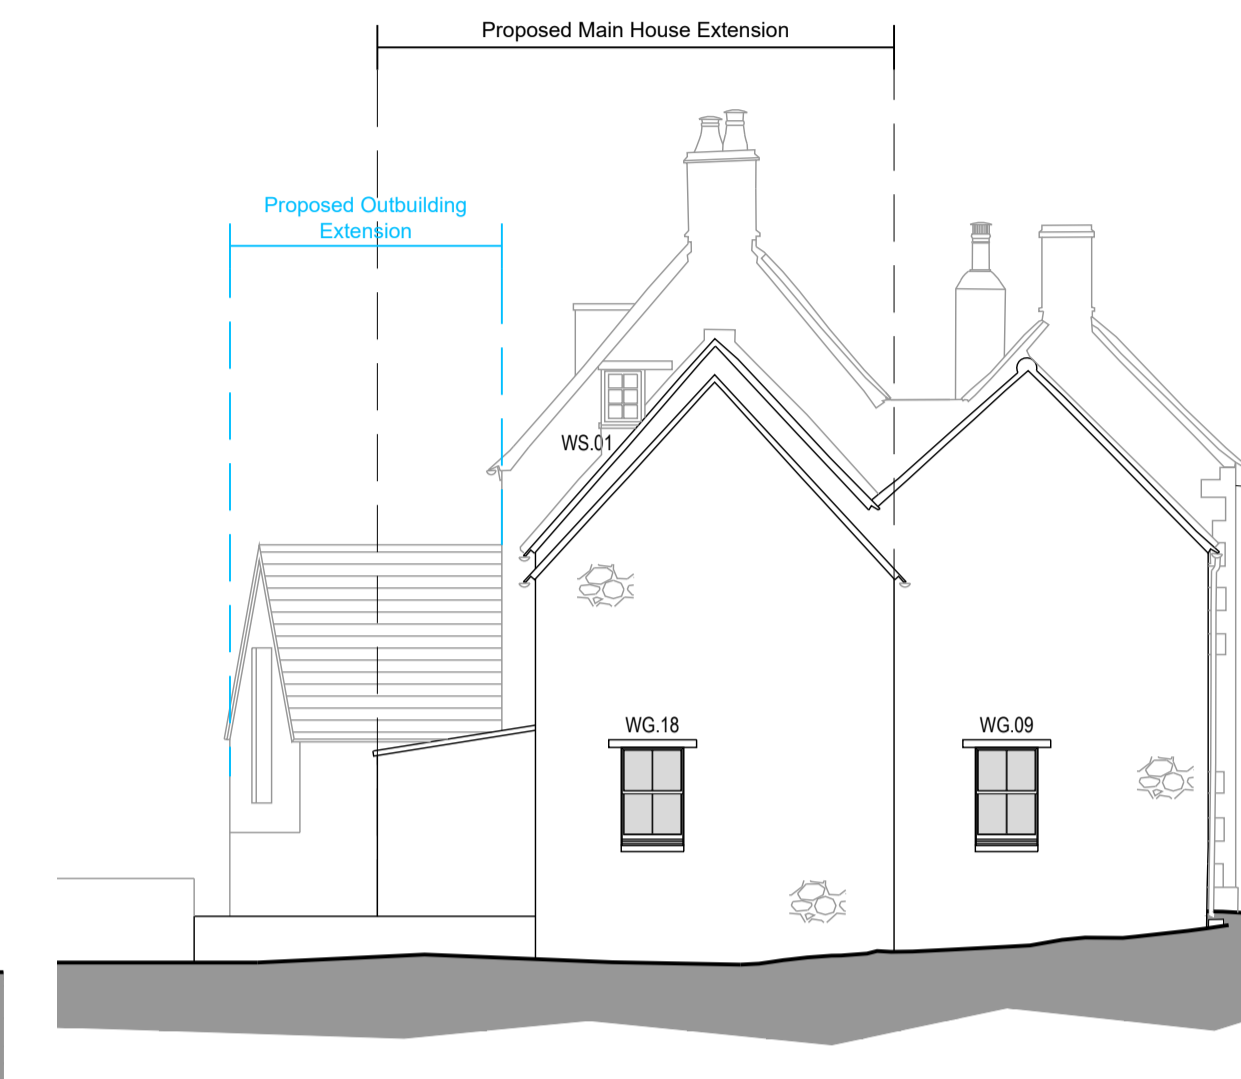 Proposed Main House Extension
Proposed Outbuilding
Extension
WS.01
WG.18
WG.09